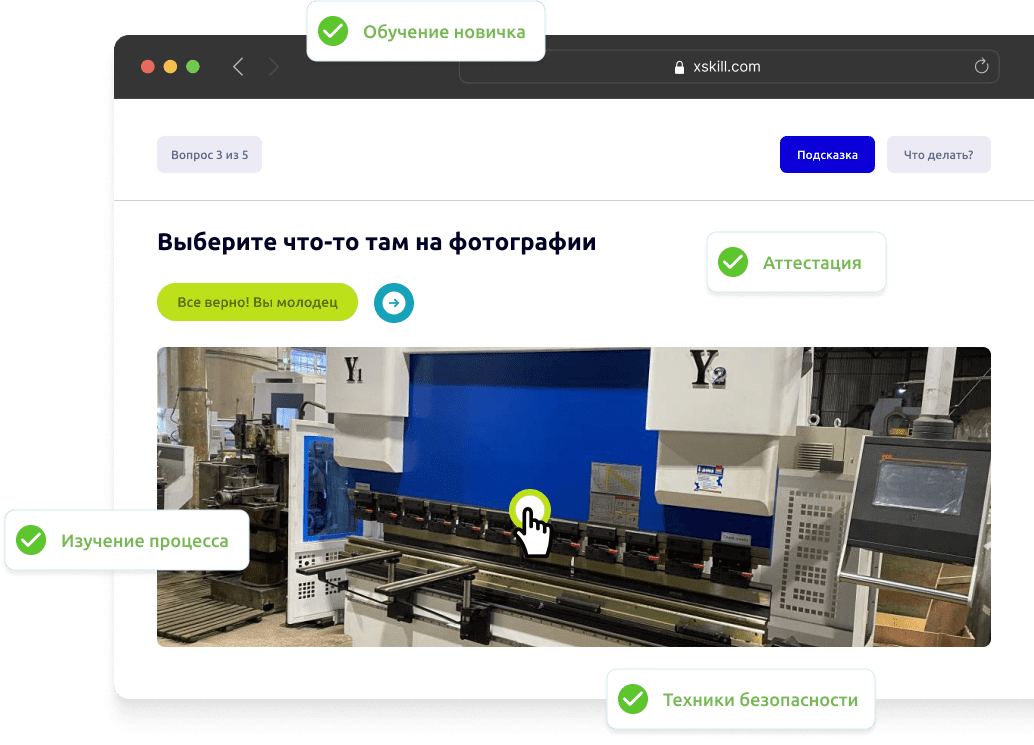 Обучение новичка
xskill.com
Вопрос 3 из 5
Подсказка
Что делать?
Выберите что-то там на фотографии
Аттестация
Все верно! Вы молодец
Y1
Y2
Изучение процесса
Техники безопасности